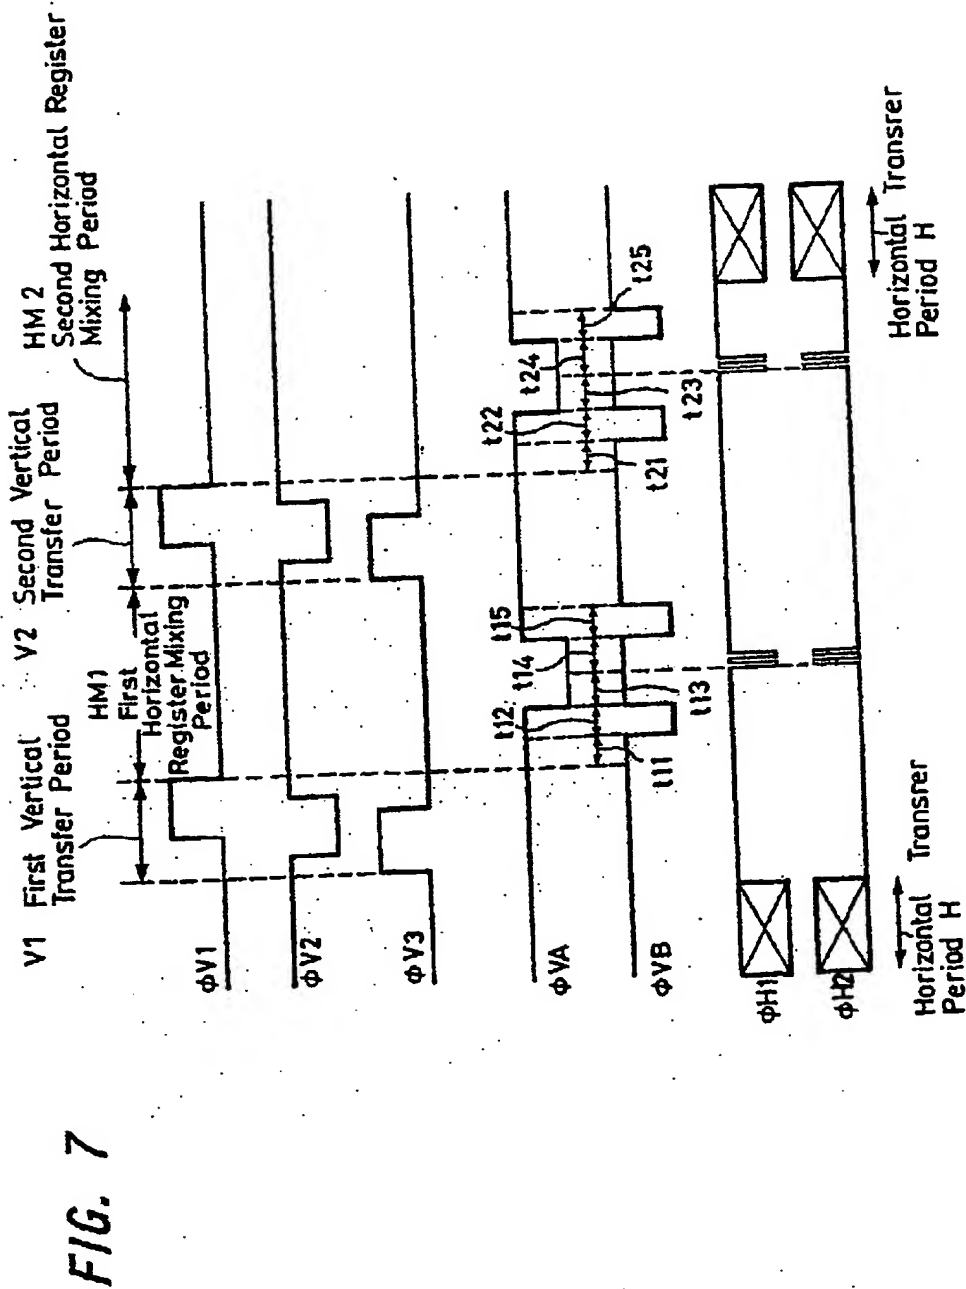 FIG. 7
V1 First Vertical
Transfer Period
V2 Second Vertical
Transfer Period
HM1
First
Horizontal
Register Mixing
Period
HM 2
Second Horizontal Register
Mixing Period
φV1
φV2
φV3
φVA
φVB
t11
t12
t13
t14
t15
t21
t22
t23
t24
t25
φH1
φH2
Horizontal Transrer
Period H
Horizontal Transrer
Period H